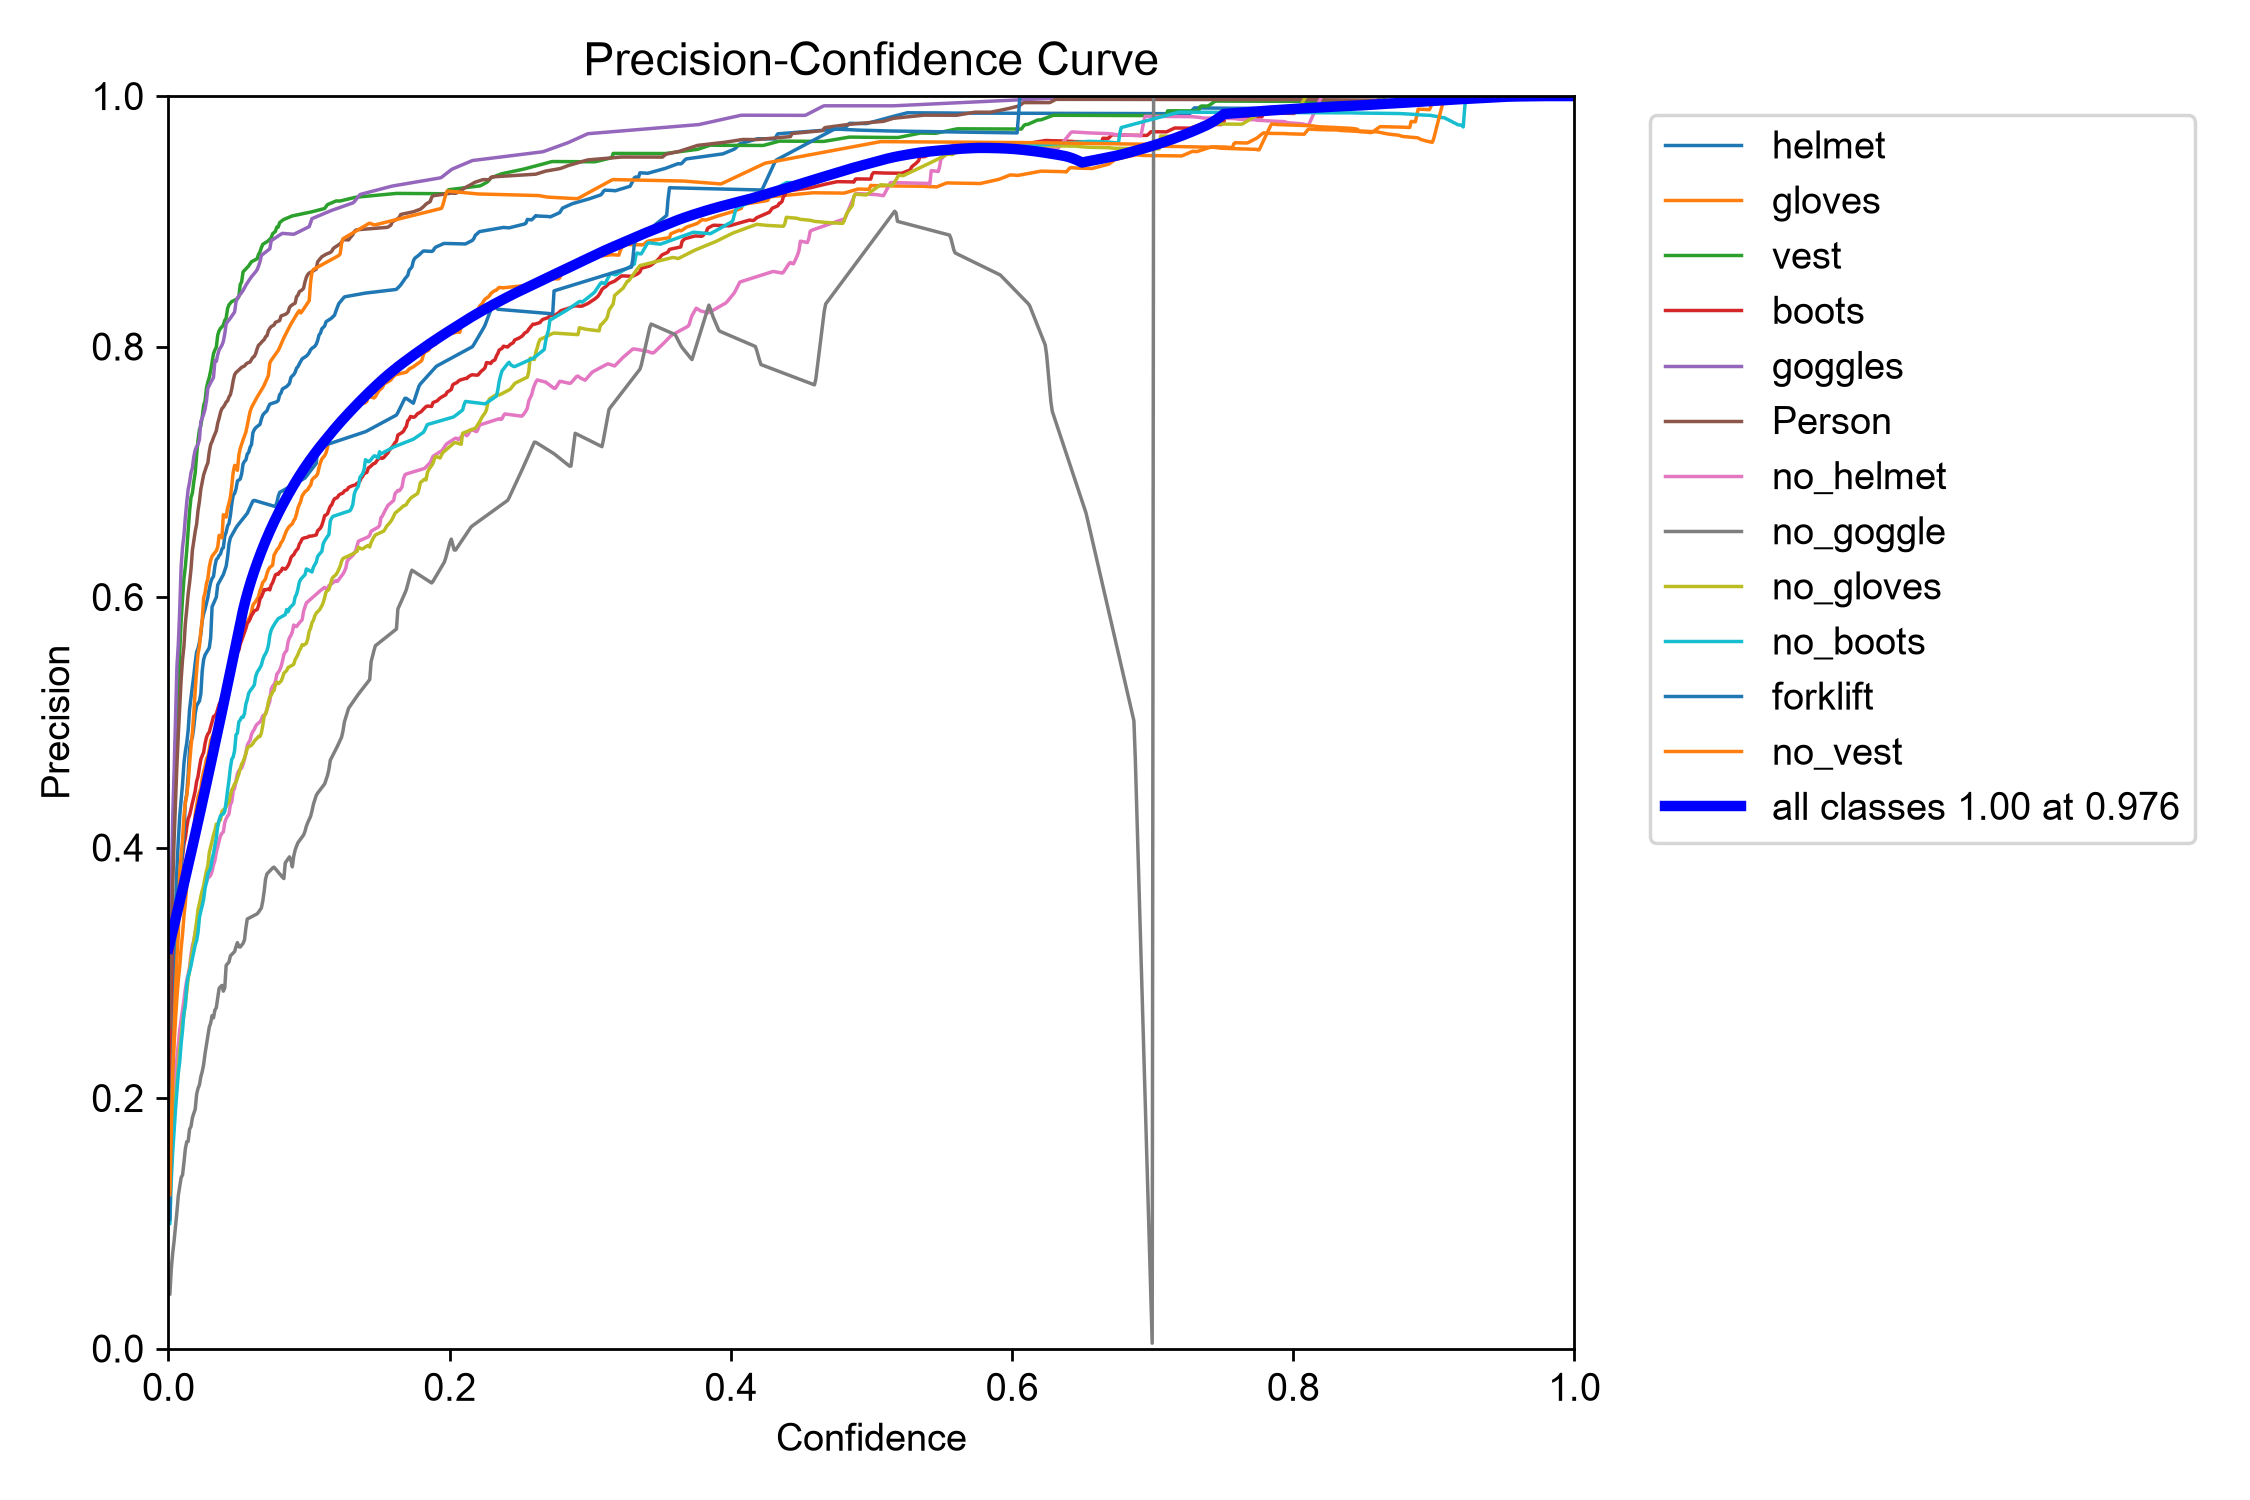 Precision-Confidence Curve
1.0
0.8
0.6
0.4
0.2
0.0
Precision
0.0 0.2 0.4 0.6 0.8 1.0
Confidence
helmet
gloves
vest
boots
goggles
Person
no_helmet
no_goggle
no_gloves
no_boots
forklift
no_vest
all classes 1.00 at 0.976